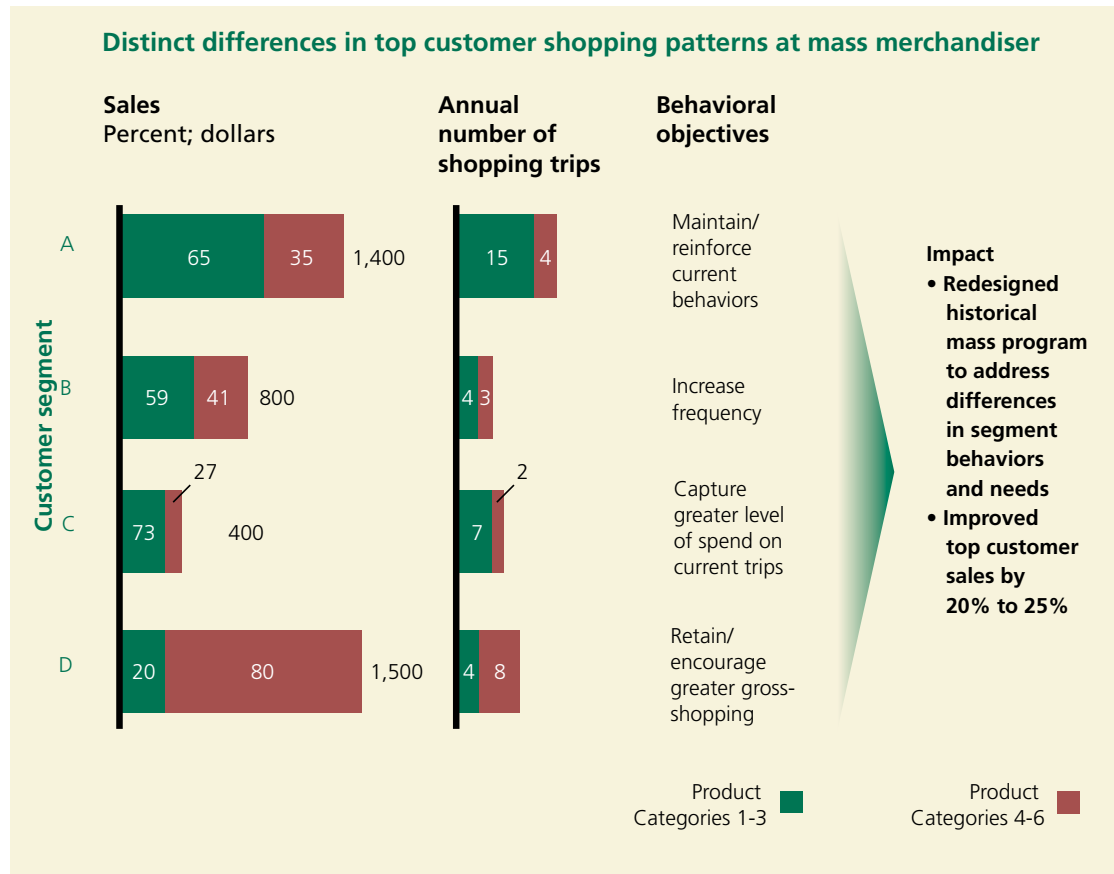 Distinct differences in top customer shopping patterns at mass merchandiser
Sales
Percent; dollars
Annual
number of
shopping trips
Behavioral
objectives
Customer segment
A
65
35
1,400
15
4
Maintain/
reinforce
current
behaviors
B
59
41
800
4
3
Increase
frequency
C
73
27
400
7
2
Capture
greater level
of spend on
current trips
D
20
80
1,500
4
8
Retain/
encourage
greater gross-
shopping
Impact
• Redesigned
historical
mass program
to address
differences
in segment
behaviors
and needs
• Improved
top customer
sales by
20% to 25%
Product
Categories 1-3
Product
Categories 4-6